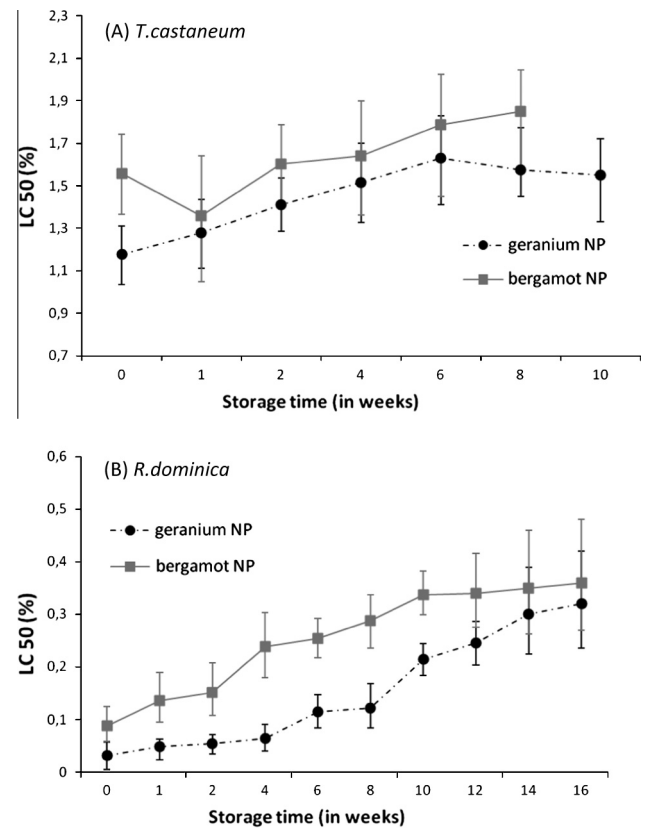 (A) T.castaneum
2,3
2,1
1,9
1,7
1,5
1,3
1,1
0,9
0,7
LC 50 (%)
geranium NP
bergamot NP
0 1 2 4 6 8 10
Storage time (in weeks)
(B) R.dominica
0,6
0,5
0,4
0,3
0,2
0,1
0
LC 50 (%)
geranium NP
bergamot NP
0 1 2 4 6 8 10 12 14 16
Storage time (in weeks)